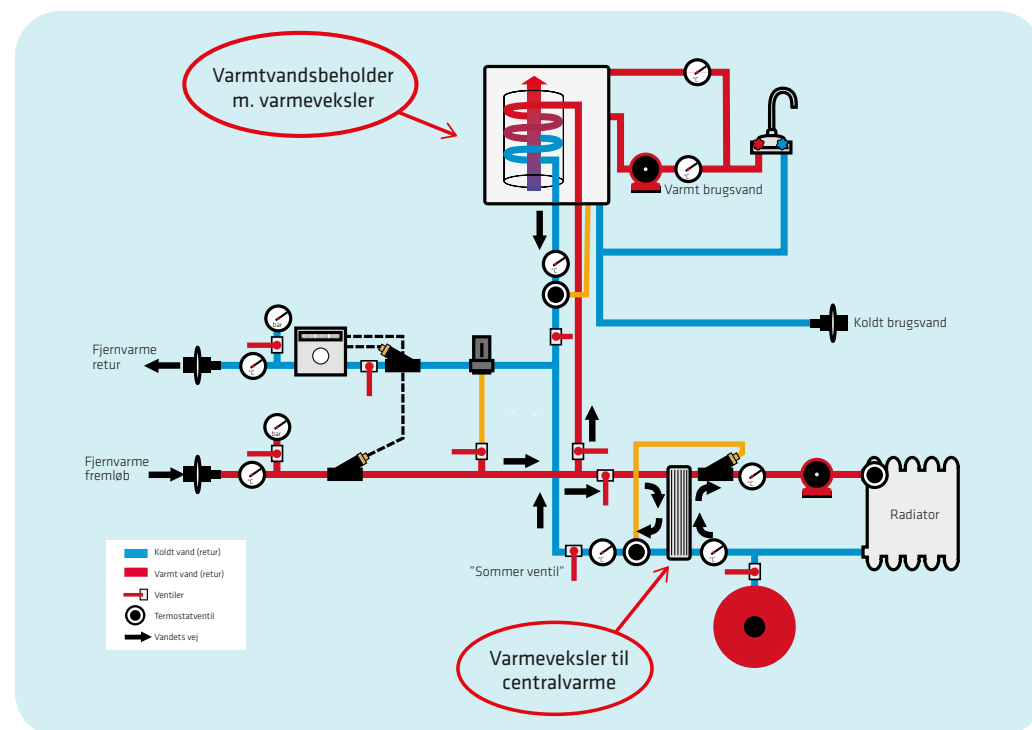 Varmtvandsbeholder
m. varmeveksler
°C
°C
Varmt brugsvand
°C
Koldt brugsvand
bar
Fjernvarme
retur
°C
°C
bar
Fjernvarme
fremløb
°C
°C
Radiator
"Sommer ventil"
°C
°C
Koldt vand (retur)
Varmt vand (retur)
Ventiler
Termostatventil
Vandets vej
Varmeveksler til
centralvarme